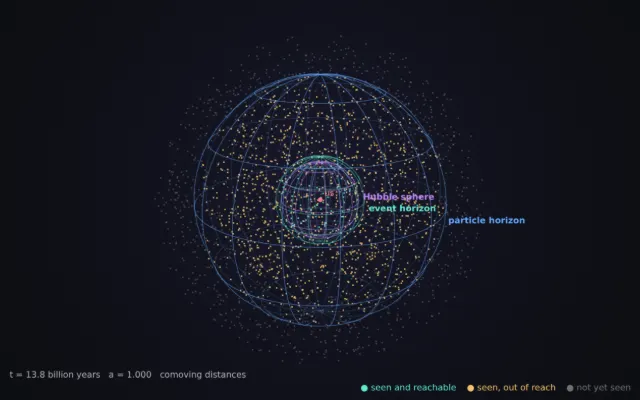 Hubble sphere
event horizon
particle horizon
t = 13.8 billion years a = 1.000 comoving distances
seen and reachable seen, out of reach not yet seen